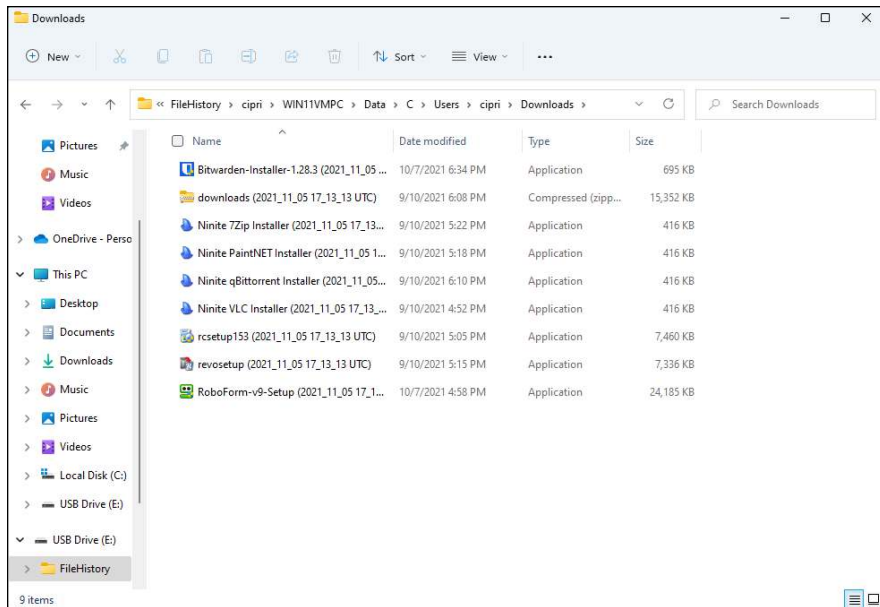 Downloads
New
Sort
View
« FileHistory > cipri > WIN11VMPC > Data > C > Users > cipri > Downloads >
Search Downloads
Pictures
Music
Videos
OneDrive - Perso
This PC
Desktop
Documents
Downloads
Music
Pictures
Videos
Local Disk (C:)
USB Drive (E:)
USB Drive (E:)
FileHistory
Name Date modified Type Size
Bitwarden-Installer-1.28.3 (2021_11_05 ... 10/7/2021 6:34 PM Application 695 KB
downloads (2021_11_05 17_13_13 UTC) 9/10/2021 6:08 PM Compressed (zipp... 15,352 KB
Ninite 7Zip Installer (2021_11_05 17_13... 9/10/2021 5:22 PM Application 416 KB
Ninite PaintNET Installer (2021_11_05 1... 9/10/2021 5:18 PM Application 416 KB
Ninite qBittorrent Installer (2021_11_05... 9/10/2021 6:10 PM Application 416 KB
Ninite VLC Installer (2021_11_05 17_13_... 9/10/2021 4:52 PM Application 416 KB
rcsetup153 (2021_11_05 17_13_13 UTC) 9/10/2021 5:05 PM Application 7,460 KB
revosetup (2021_11_05 17_13_13 UTC) 9/10/2021 5:15 PM Application 7,336 KB
RoboForm-v9-Setup (2021_11_05 17_1... 10/7/2021 4:58 PM Application 24,185 KB
9 items